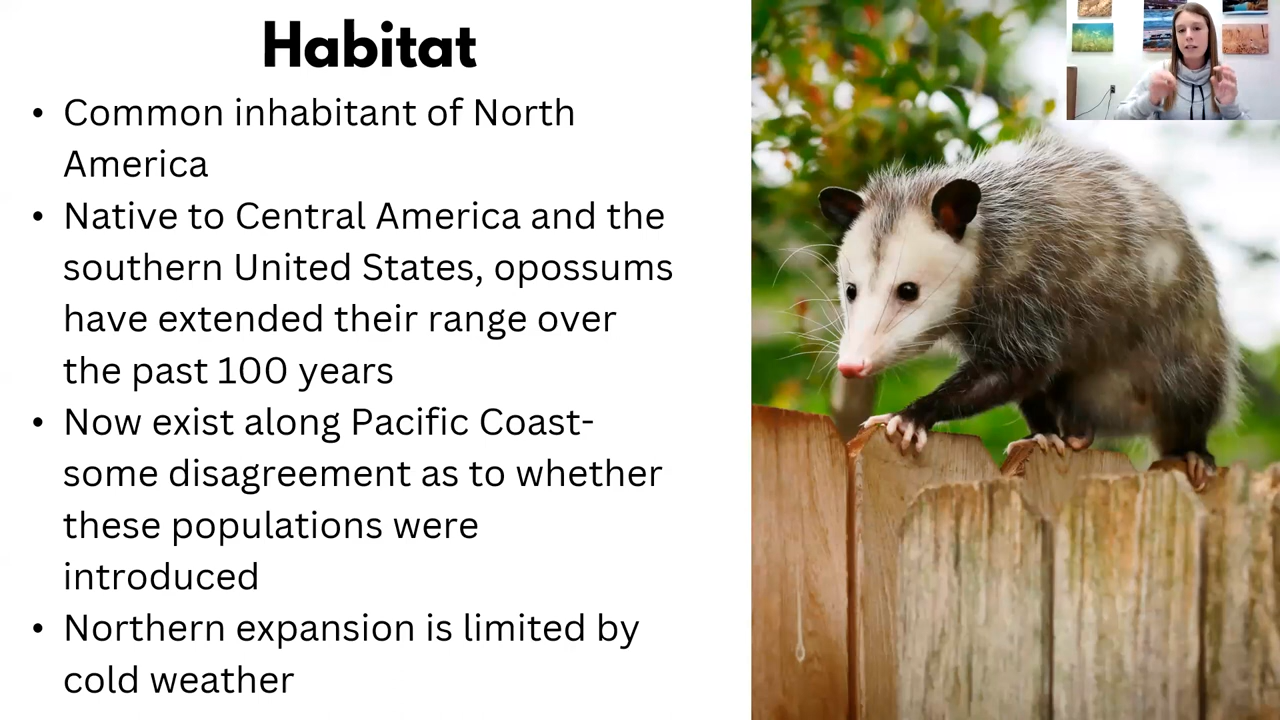 Habitat
• Common inhabitant of North
America
• Native to Central America and the
southern United States, opossums
have extended their range over
the past 100 years
• Now exist along Pacific Coast-
some disagreement as to whether
these populations were
introduced
• Northern expansion is limited by
cold weather